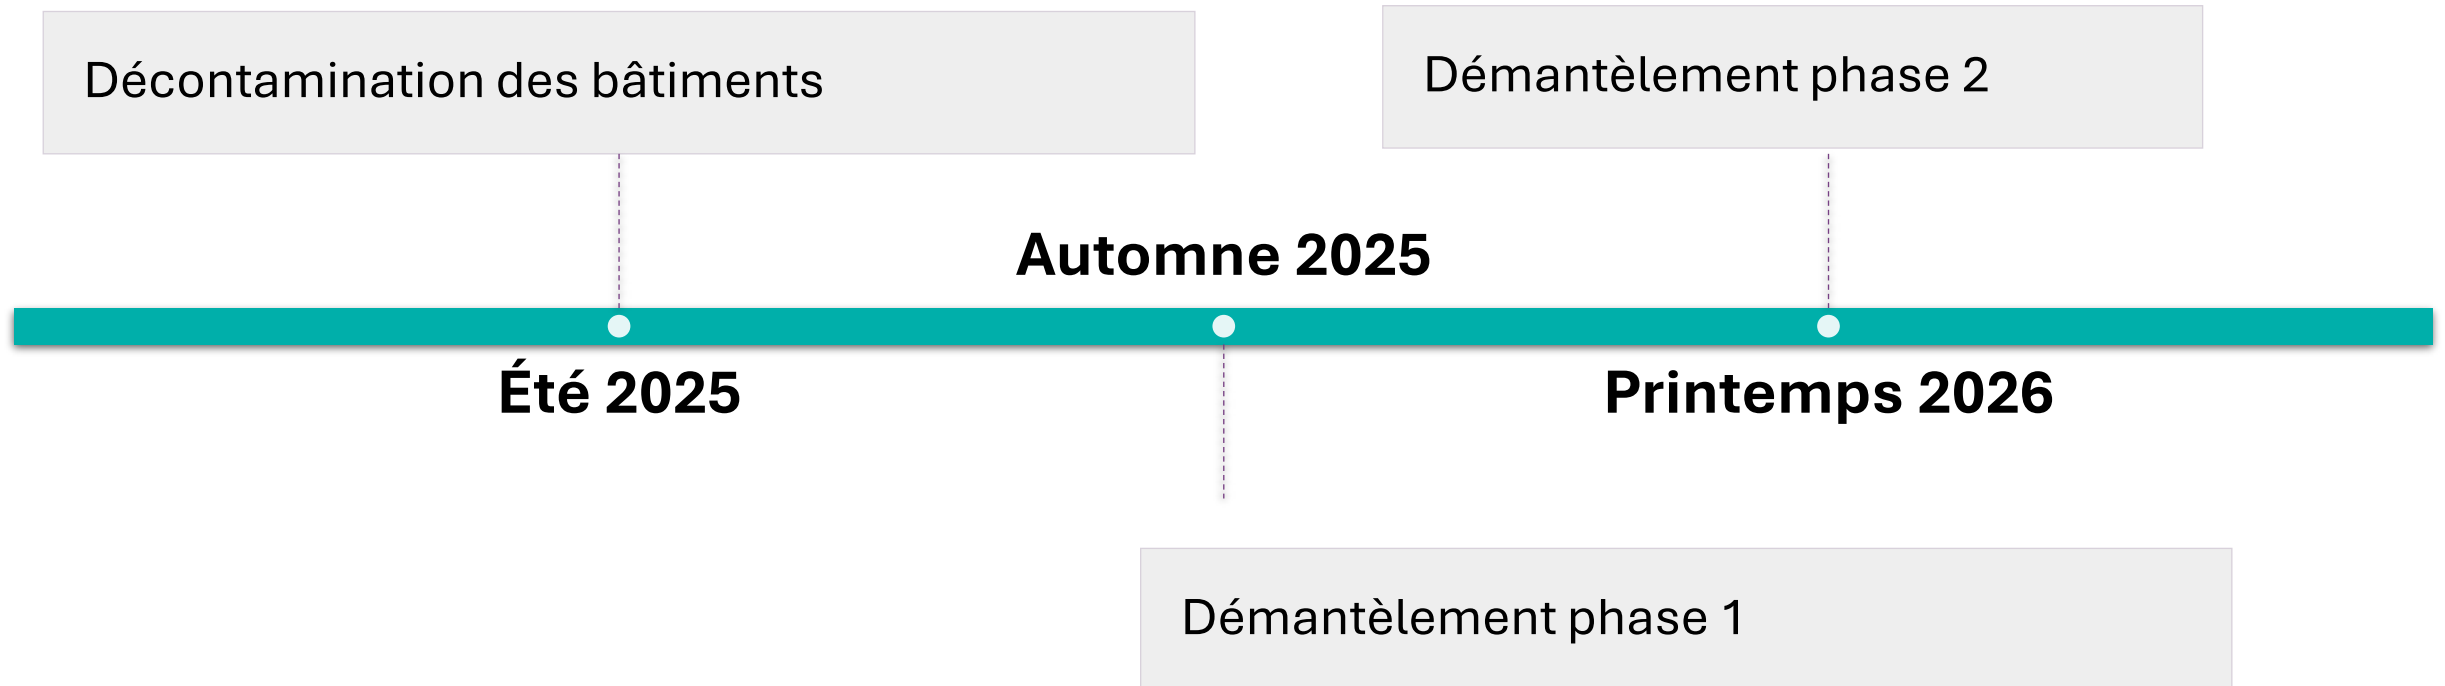 Décontamination des bâtiments
Démantèlement phase 2
Automne 2025
Été 2025
Printemps 2026
Démantèlement phase 1